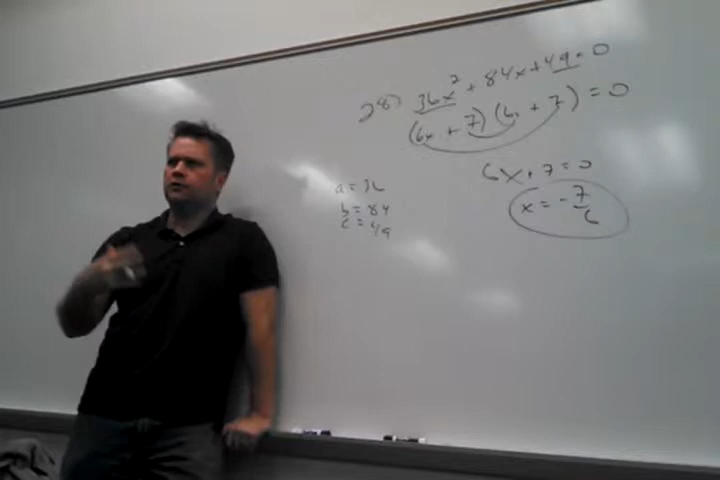 28) 36x² + 84x + 49 = 0
(6x + 7)(6x + 7) = 0
6x + 7 = 0
x = -7/6
a = 36
b = 84
c = 49